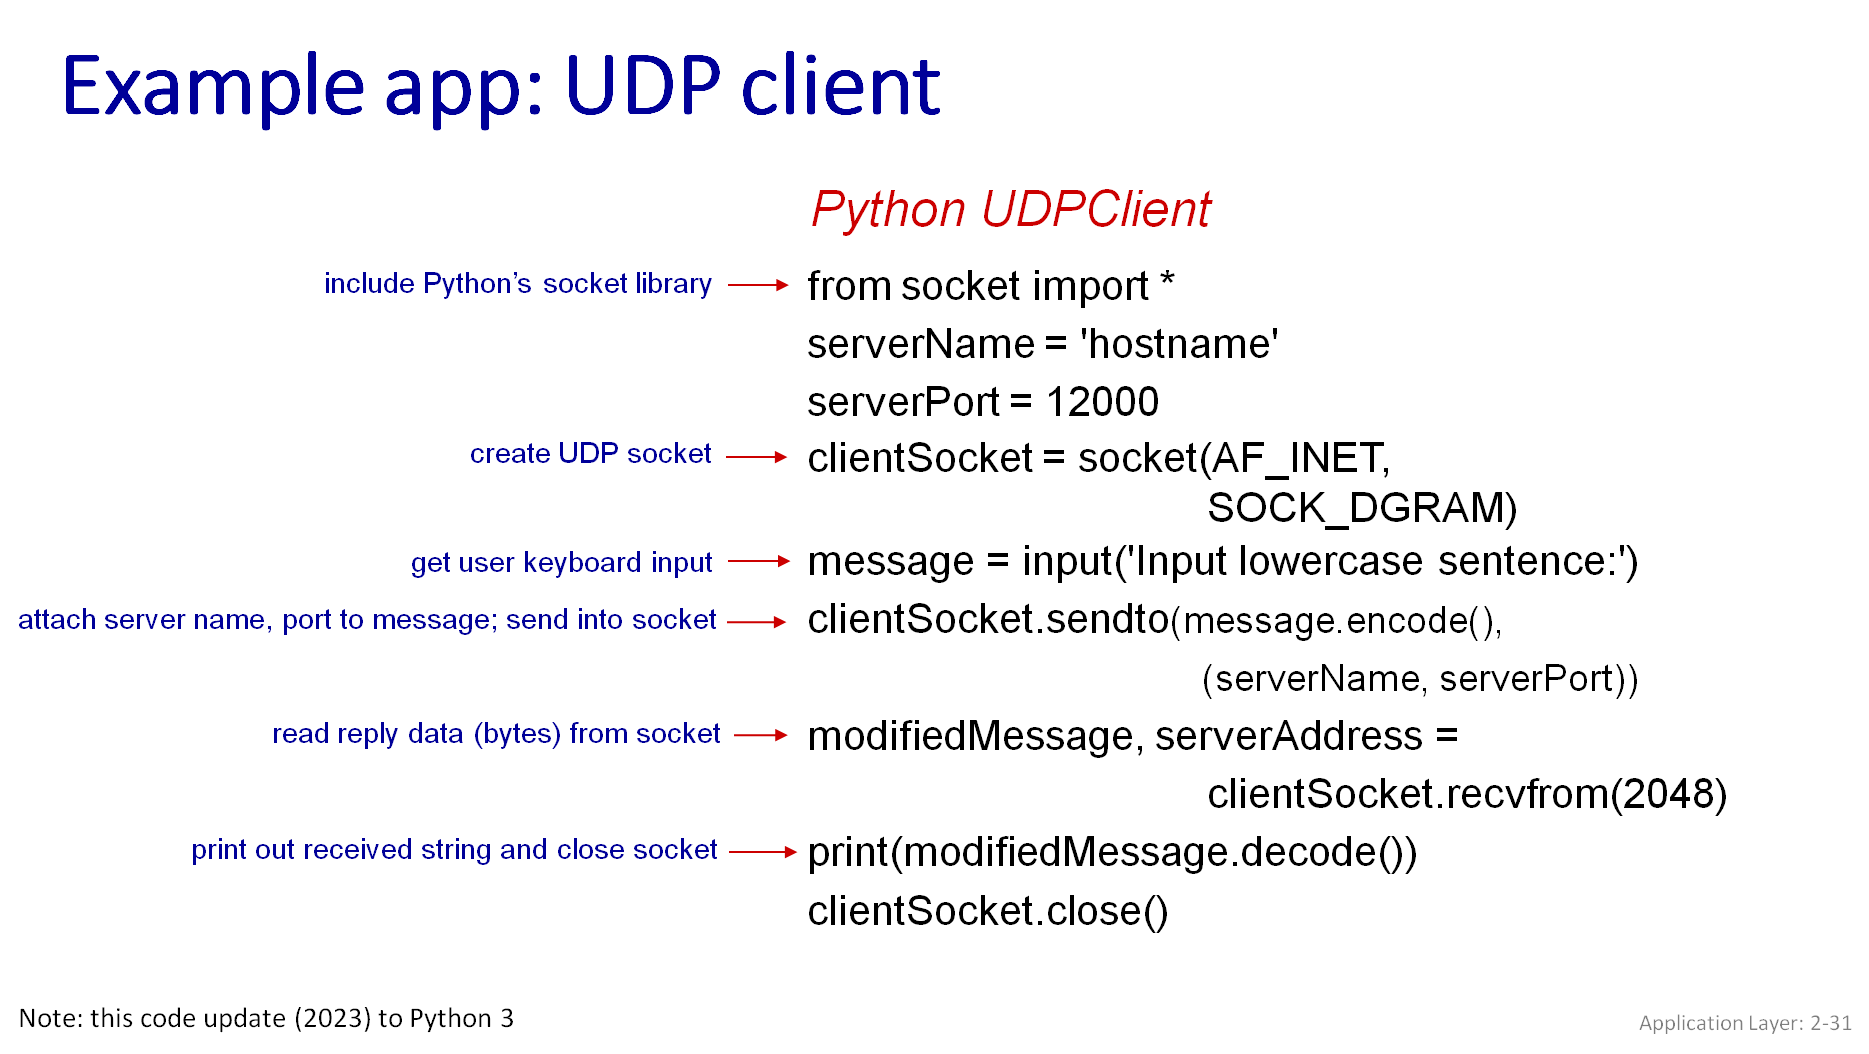 Example app: UDP client
Python UDPClient
include Python’s socket library
from socket import *
serverName = 'hostname'
serverPort = 12000
create UDP socket
clientSocket = socket(AF_INET,
SOCK_DGRAM)
get user keyboard input
message = input('Input lowercase sentence:')
attach server name, port to message; send into socket
clientSocket.sendto(message.encode(),
(serverName, serverPort))
read reply data (bytes) from socket
modifiedMessage, serverAddress =
clientSocket.recvfrom(2048)
print out received string and close socket
print(modifiedMessage.decode())
clientSocket.close()
Note: this code update (2023) to Python 3
Application Layer: 2-31